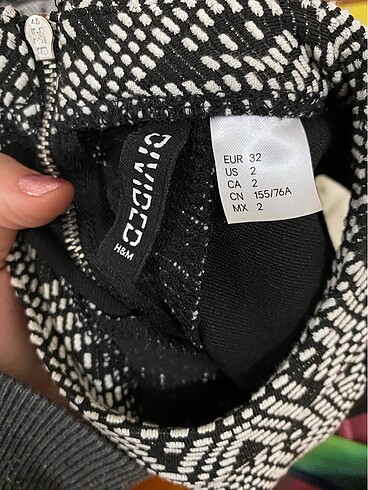 DIVIDED
H&M
EUR 32
US 2
CA 2
CN 155/76A
MX 2